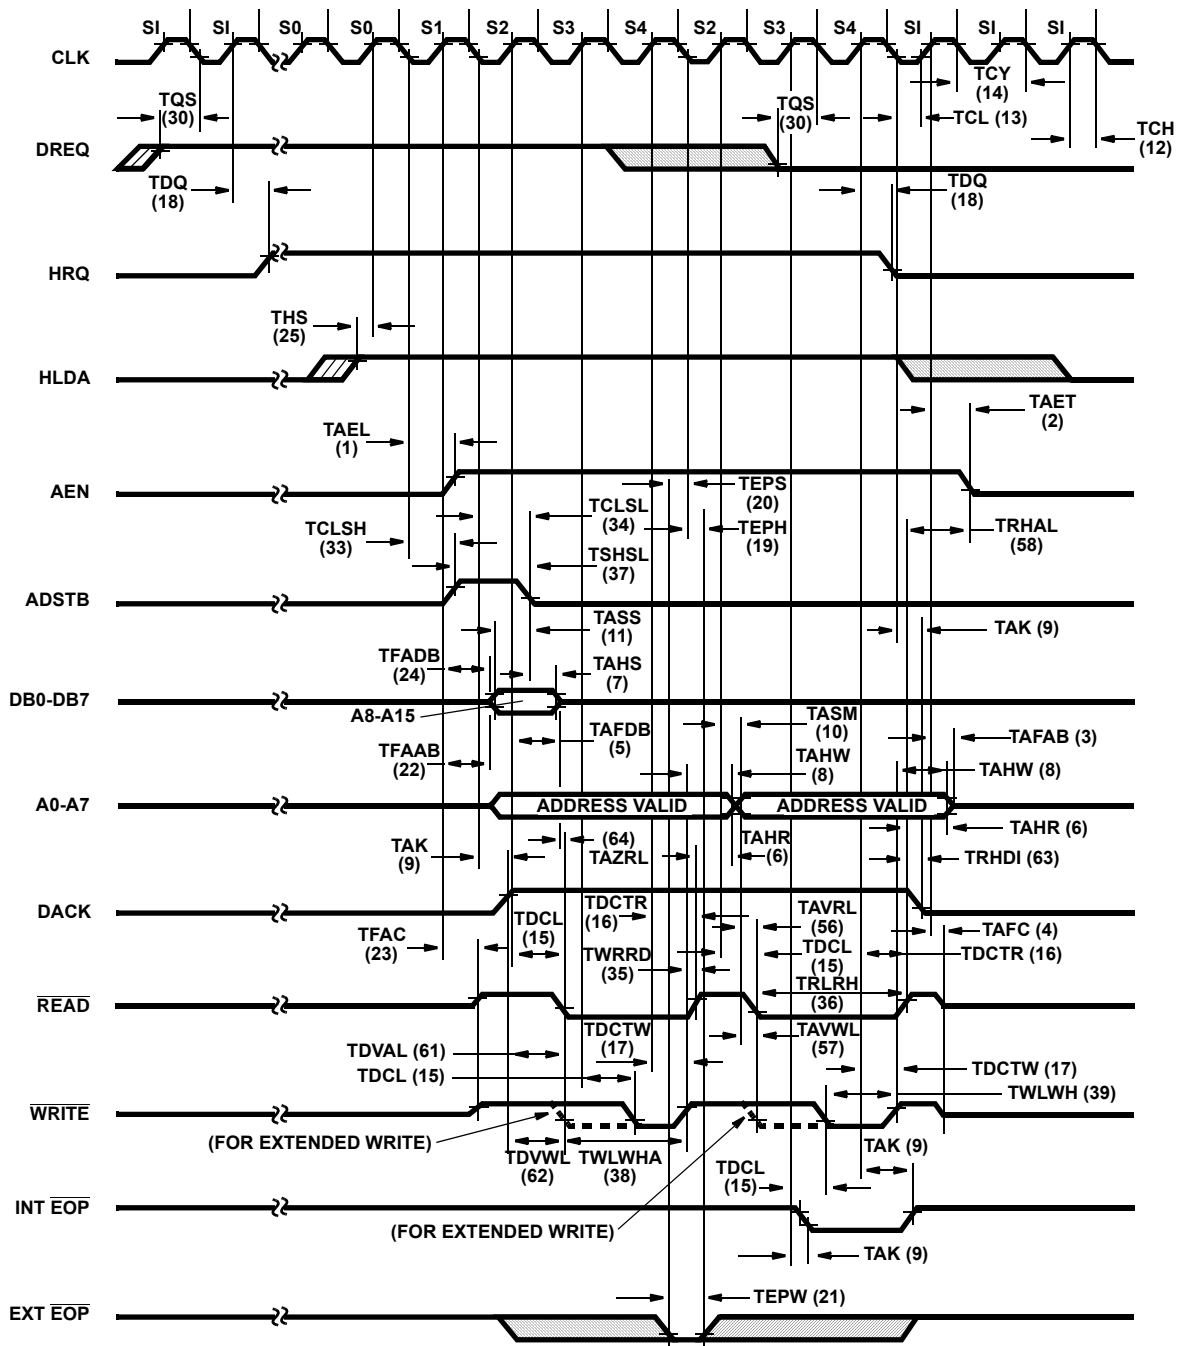 SI SI S0 S0 S1 S2 S3 S4 S2 S3 S4 SI SI SI
CLK
TCY
(14)
TQS
(30)
TQS
(30)
TCL (13)
TCH
(12)
DREQ
TDQ
(18)
TDQ
(18)
HRQ
THS
(25)
HLDA
TAET
(2)
TAEL
(1)
AEN
TEPS
(20)
TCLSL
(34)
TCLSH
(33)
TEPH
(19)
TRHAL
(58)
TSHSL
(37)
ADSTB
TASS
(11)
TAK (9)
TFADB
(24)
TAHS
(7)
DB0-DB7
A8-A15
TASM
(10)
TAFDB
(5)
TAFAB (3)
TFAAB
(22)
TAHW
(8)
TAHW (8)
A0-A7
ADDRESS VALID ADDRESS VALID
TAHR (6)
TAK
(9)
(64)
TAZRL
TAHR
(6)
TRHDI (63)
DACK
TDCTR
(16)
TAVRL
(56)
TDCL
(15)
TAFC (4)
TFAC
(23)
TWRRD
(35)
TDCL
(15)
TDCTR (16)
TRLRH
(36)
READ
TDCTW
(17)
TAVWL
(57)
TDVAL (61)
TDCTW (17)
TDCL (15)
TWLWH (39)
WRITE
(FOR EXTENDED WRITE)
TAK (9)
TDVWL
(62)
TWLWHA
(38)
TDCL
(15)
INT EOP
(FOR EXTENDED WRITE)
TAK (9)
TEPW (21)
EXT EOP